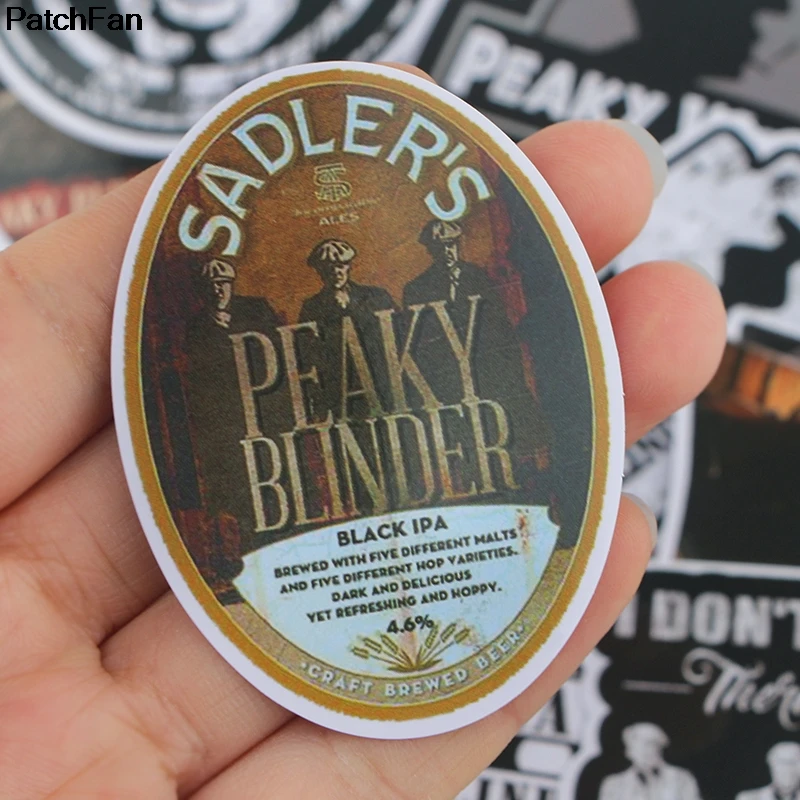 PatchFan
PEAKY
SADLER'S
ALES
PEAKY
BLINDER
BLACK IPA
BREWED WITH FIVE DIFFERENT MALTS
AND FIVE DIFFERENT HOP VARIETIES.
DARK AND DELICIOUS
YET REFRESHING AND HOPPY.
4.6%
•CRAFT BREWED BEER•
I DON'T